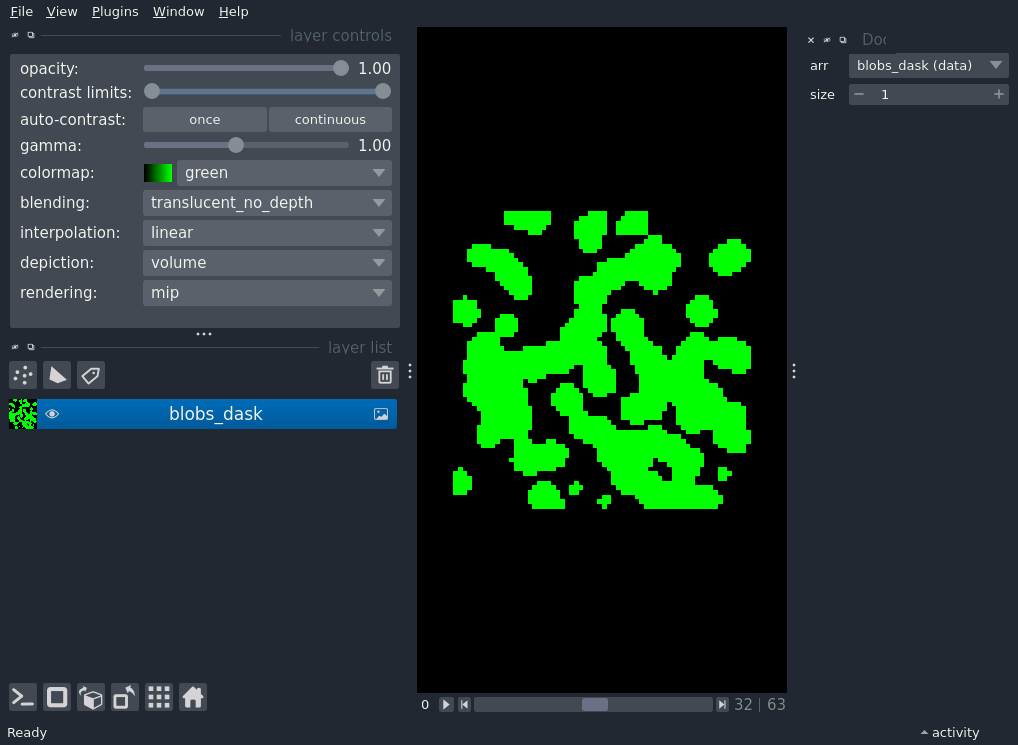 File View Plugins Window Help
layer controls
opacity: 1.00
contrast limits:
auto-contrast: once continuous
gamma: 1.00
colormap: green
blending: translucent_no_depth
interpolation: linear
depiction: volume
rendering: mip
layer list
blobs_dask
0 32 | 63
arr blobs_dask (data)
size 1
Ready
activity